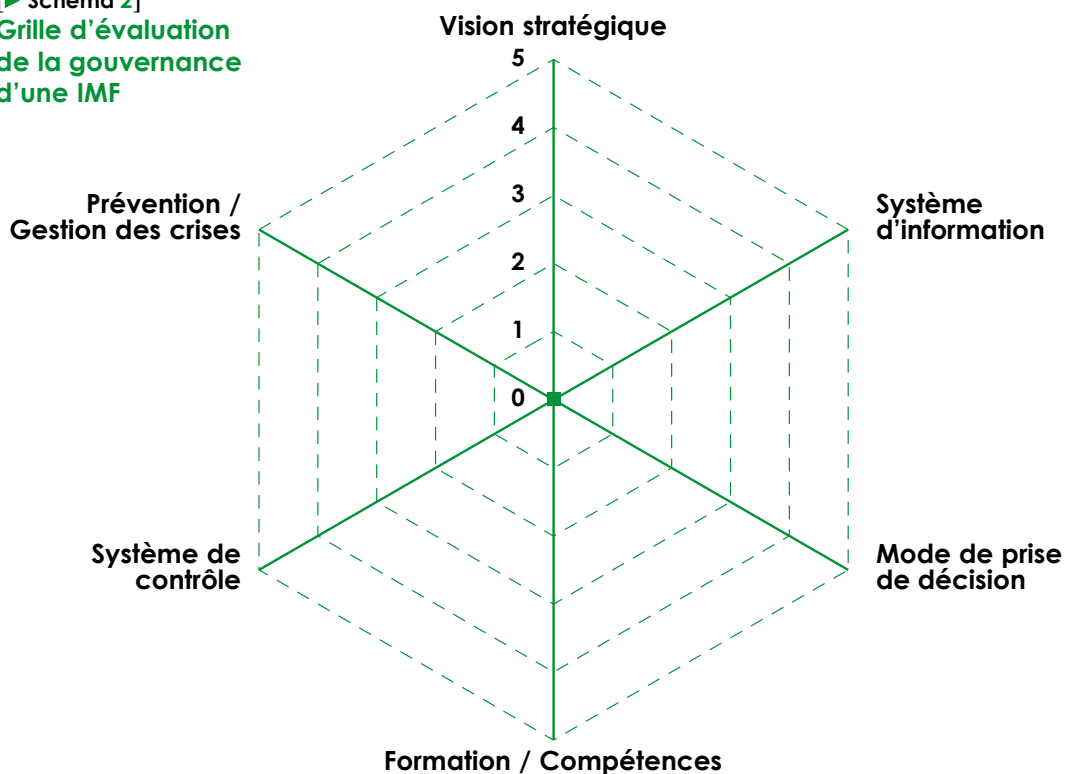 [► Schéma 2]
Grille d’évaluation
de la gouvernance
d’une IMF
Vision stratégique
5
4
3
2
1
0
Système
d’information
Mode de prise
de décision
Formation / Compétences
Système de
contrôle
Prévention /
Gestion des crises